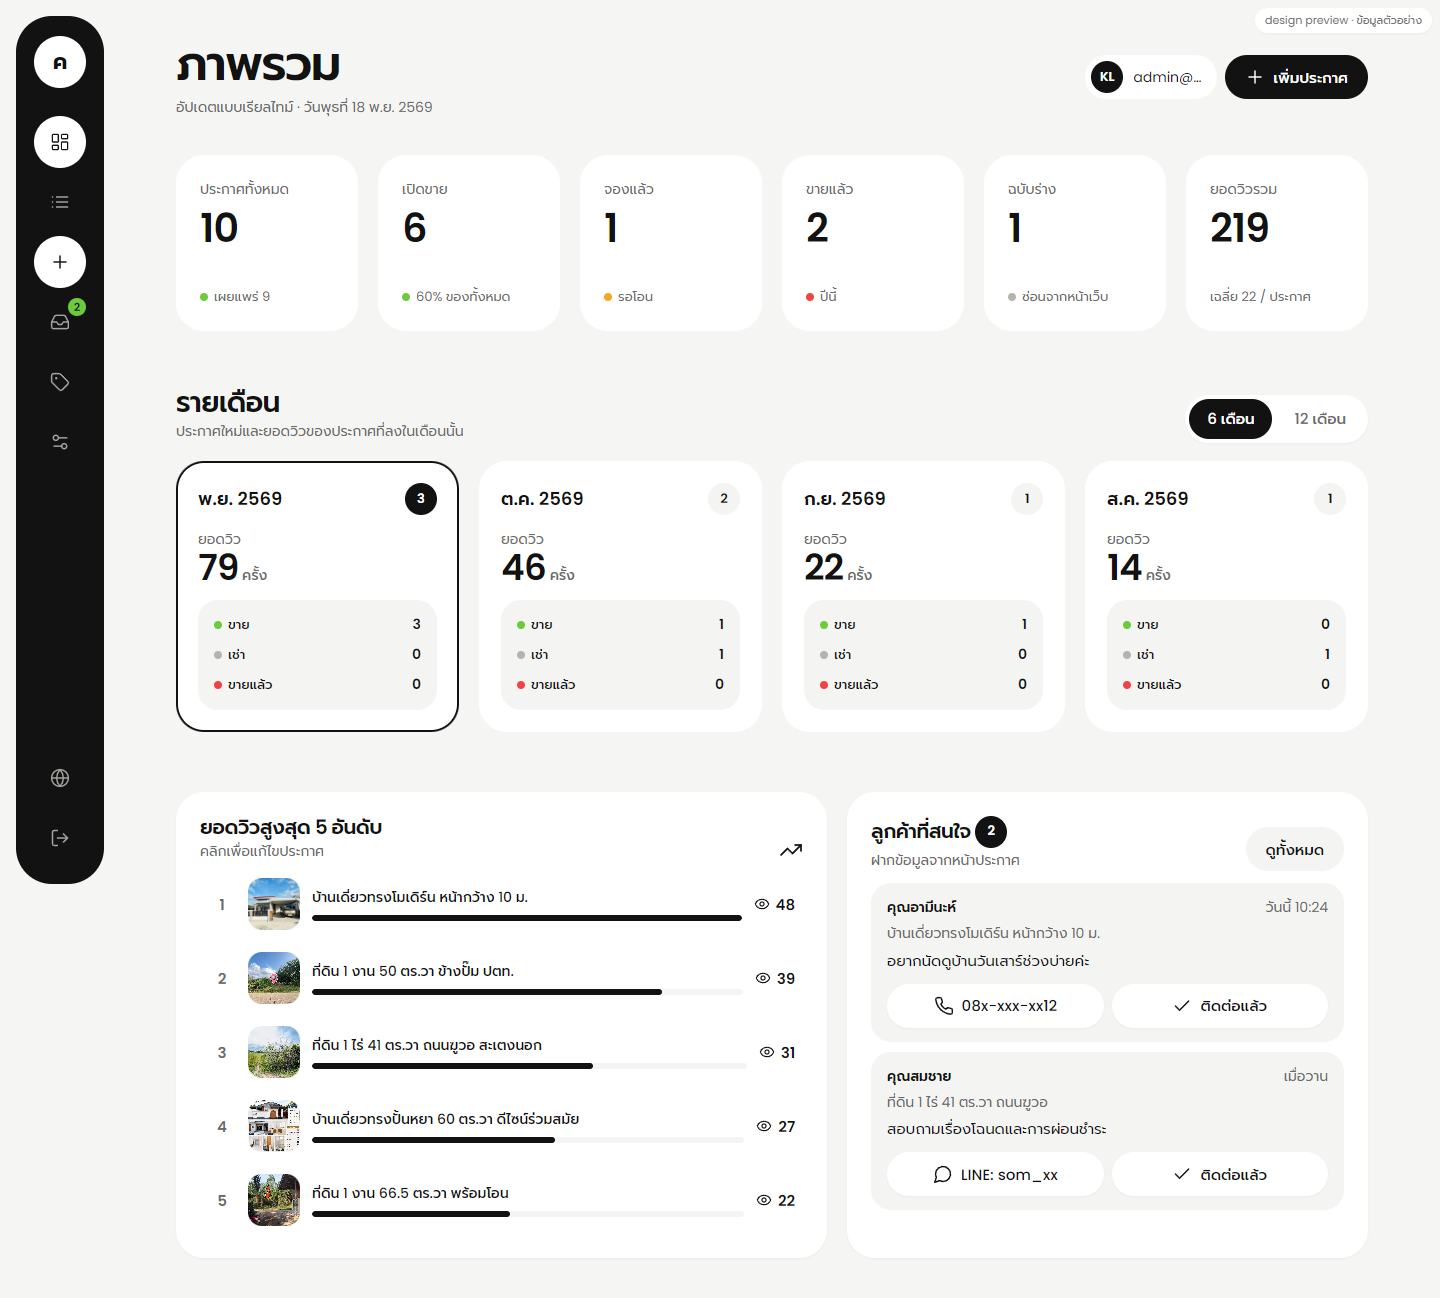 design preview · ข้อมูลตัวอย่าง
ค
ภาพรวม
อัปเดตแบบเรียลไทม์ · วันพุธที่ 18 พ.ย. 2569
KL
admin@…
เพิ่มประกาศ
2
ประกาศทั้งหมด
10
เผยแพร่ 9
เปิดขาย
6
60% ของทั้งหมด
จองแล้ว
1
รอโอน
ขายแล้ว
2
ปีนี้
ฉบับร่าง
1
ซ่อนจากหน้าเว็บ
ยอดวิวรวม
219
เฉลี่ย 22 / ประกาศ
รายเดือน
ประกาศใหม่และยอดวิวของประกาศที่ลงในเดือนนั้น
6 เดือน
12 เดือน
พ.ย. 2569
3
ยอดวิว
79 ครั้ง
ขาย 3
เช่า 0
ขายแล้ว 0
ต.ค. 2569
2
ยอดวิว
46 ครั้ง
ขาย 1
เช่า 1
ขายแล้ว 0
ก.ย. 2569
1
ยอดวิว
22 ครั้ง
ขาย 1
เช่า 0
ขายแล้ว 0
ส.ค. 2569
1
ยอดวิว
14 ครั้ง
ขาย 0
เช่า 1
ขายแล้ว 0
ยอดวิวสูงสุด 5 อันดับ
คลิกเพื่อแก้ไขประกาศ
1 บ้านเดี่ยวทรงโมเดิร์น หน้ากว้าง 10 ม. 48
2 ที่ดิน 1 งาน 50 ตร.วา ข้างปั๊ม ปตท. 39
3 ที่ดิน 1 ไร่ 41 ตร.วา ถนนฃูวอ สะเตงนอก 31
4 บ้านเดี่ยวทรงปั้นหยา 60 ตร.วา ดีไซน์ร่วมสมัย 27
5 ที่ดิน 1 งาน 66.5 ตร.วา พร้อมโอน 22
ลูกค้าที่สนใจ 2
ฝากข้อมูลจากหน้าประกาศ
ดูทั้งหมด
คุณอามีนะห์
วันนี้ 10:24
บ้านเดี่ยวทรงโมเดิร์น หน้ากว้าง 10 ม.
อยากนัดดูบ้านวันเสาร์ช่วงบ่ายค่ะ
08x-xxx-xx12
ติดต่อแล้ว
คุณสมชาย
เมื่อวาน
ที่ดิน 1 ไร่ 41 ตร.วา ถนนฃูวอ
สอบถามเรื่องโฉนดและการผ่อนชำระ
LINE: som_xx
ติดต่อแล้ว